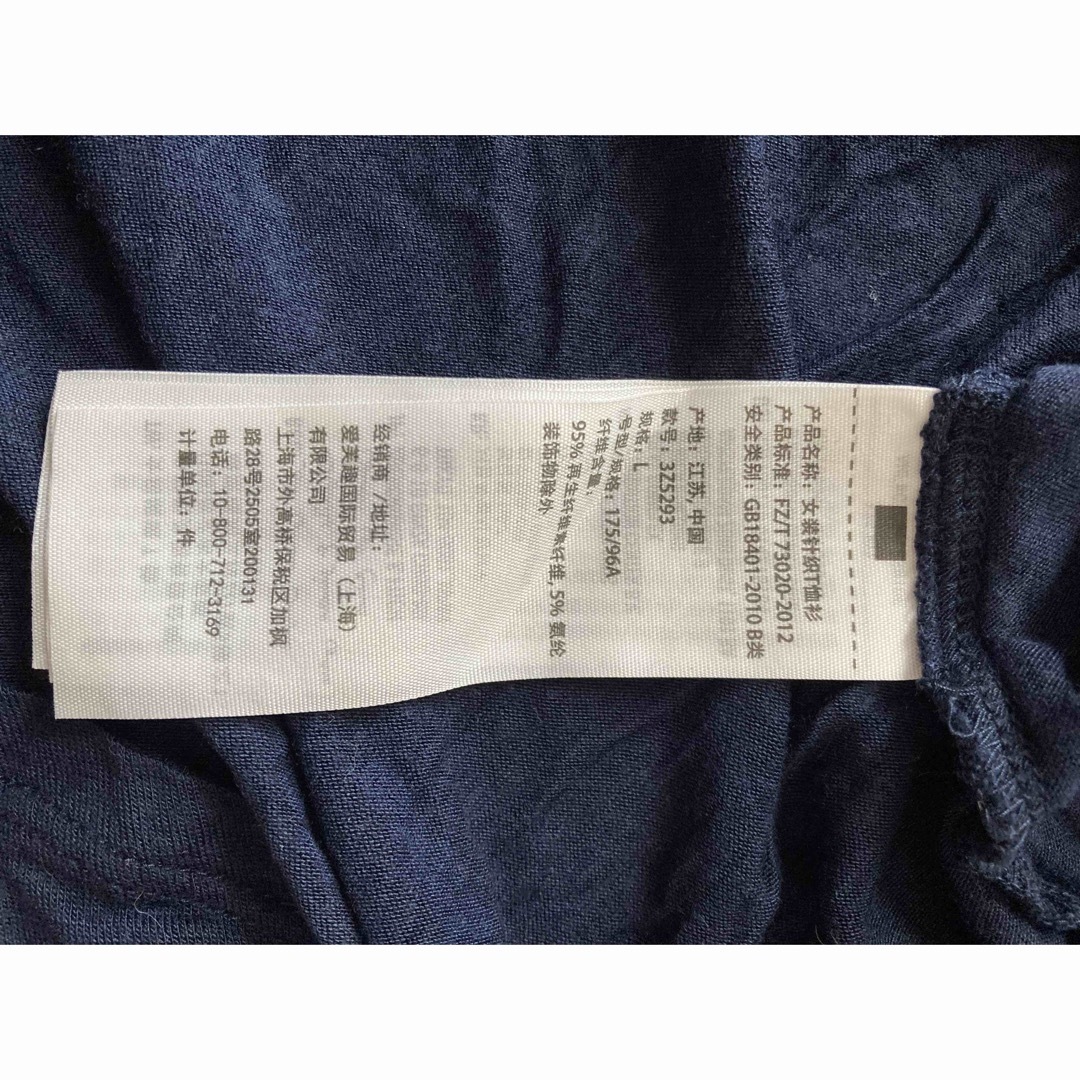 产品名称：女装针织T恤衫
产品标准：FZ/T 73020-2012
安全类别：GB18401-2010 B类
产地：江苏, 中国
款号：3Z5293
规格：L
号型/规格：175/96A
纤维含量：
95% 再生纤维素纤维, 5% 氨纶
装饰物除外
经销商 /地址：
爱芙趣国际贸易（上海）
有限公司
上海市外高桥保税区加枫
路28号205室200131
电话：10-800-712-3169
计量单位：件